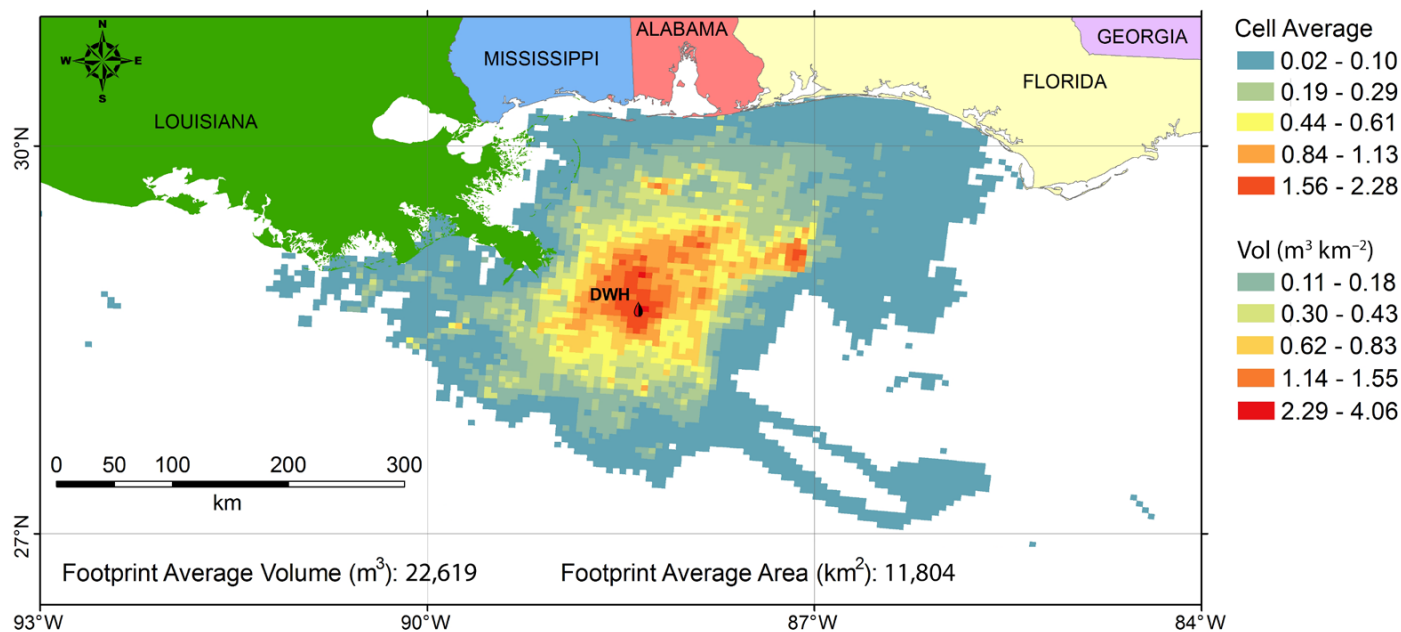 N
W E
S
LOUISIANA
MISSISSIPPI
ALABAMA
FLORIDA
GEORGIA
30°N
27°N
DWH
0 50 100 200 300
km
Footprint Average Volume (m³): 22,619
Footprint Average Area (km²): 11,804
93°W 90°W 87°W 84°W
Cell Average
0.02 - 0.10
0.19 - 0.29
0.44 - 0.61
0.84 - 1.13
1.56 - 2.28
Vol (m³ km⁻²)
0.11 - 0.18
0.30 - 0.43
0.62 - 0.83
1.14 - 1.55
2.29 - 4.06